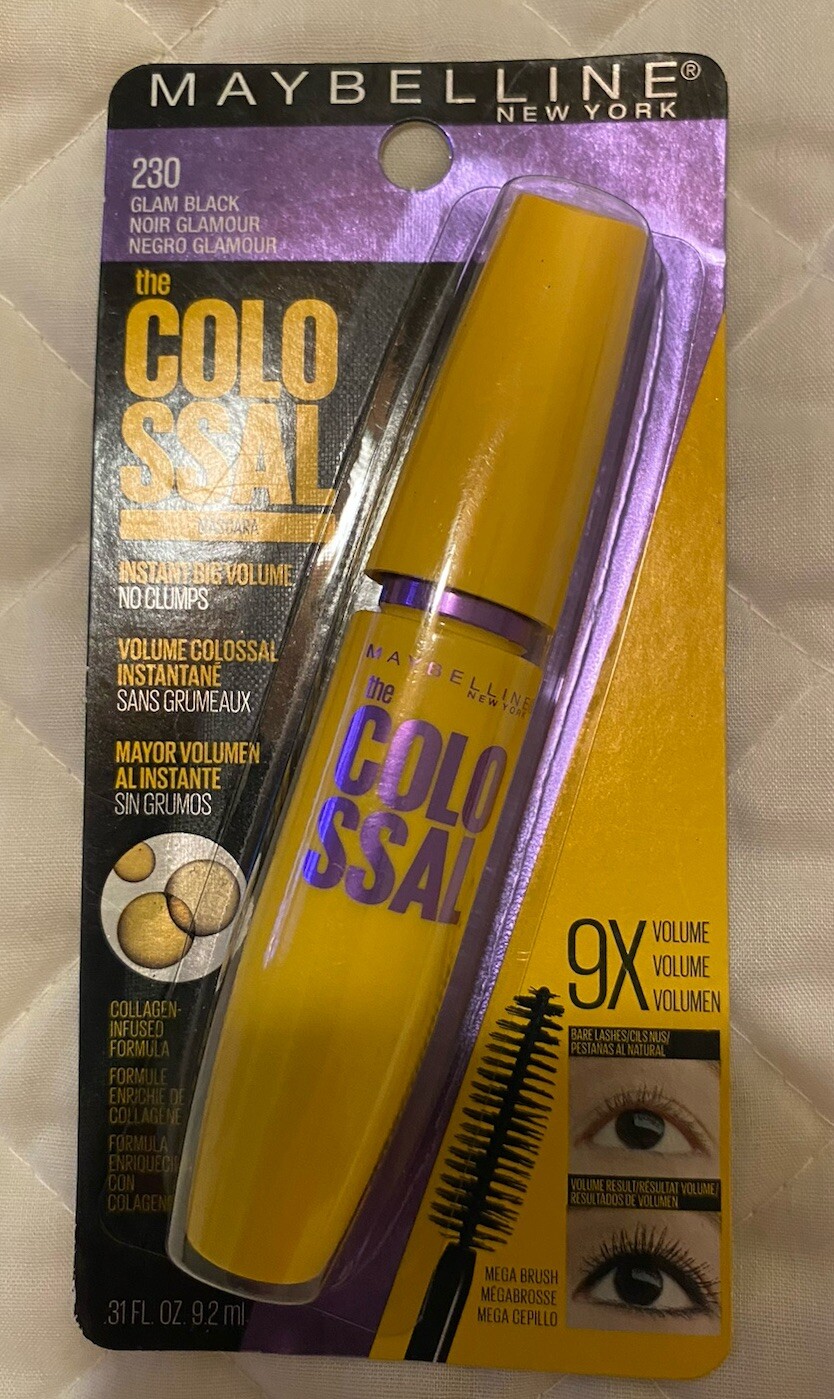 MAYBELLINE®
NEW YORK
230
GLAM BLACK
NOIR GLAMOUR
NEGRO GLAMOUR
the
COLO
SSAL
MASCARA
INSTANT BIG VOLUME
NO CLUMPS
VOLUME COLOSSAL
INSTANTANÉ
SANS GRUMEAUX
MAYOR VOLUMEN
AL INSTANTE
SIN GRUMOS
COLLAGEN-
INFUSED
FORMULA
FORMULE
ENRICHIE DE
COLLAGÈNE
FÓRMULA
CON
.31 FL. OZ. 9.2 ml
MAYBELLINE
NEW YORK
the
COLO
SSAL
9X VOLUME
VOLUME
VOLUMEN
BARE LASHES/CILS NUS/
PESTAÑAS AL NATURAL
VOLUME RESULT/RÉSULTAT VOLUME/
RESULTADOS DE VOLUMEN
MEGA BRUSH
MÉGABROSSE
MEGA CEPILLO